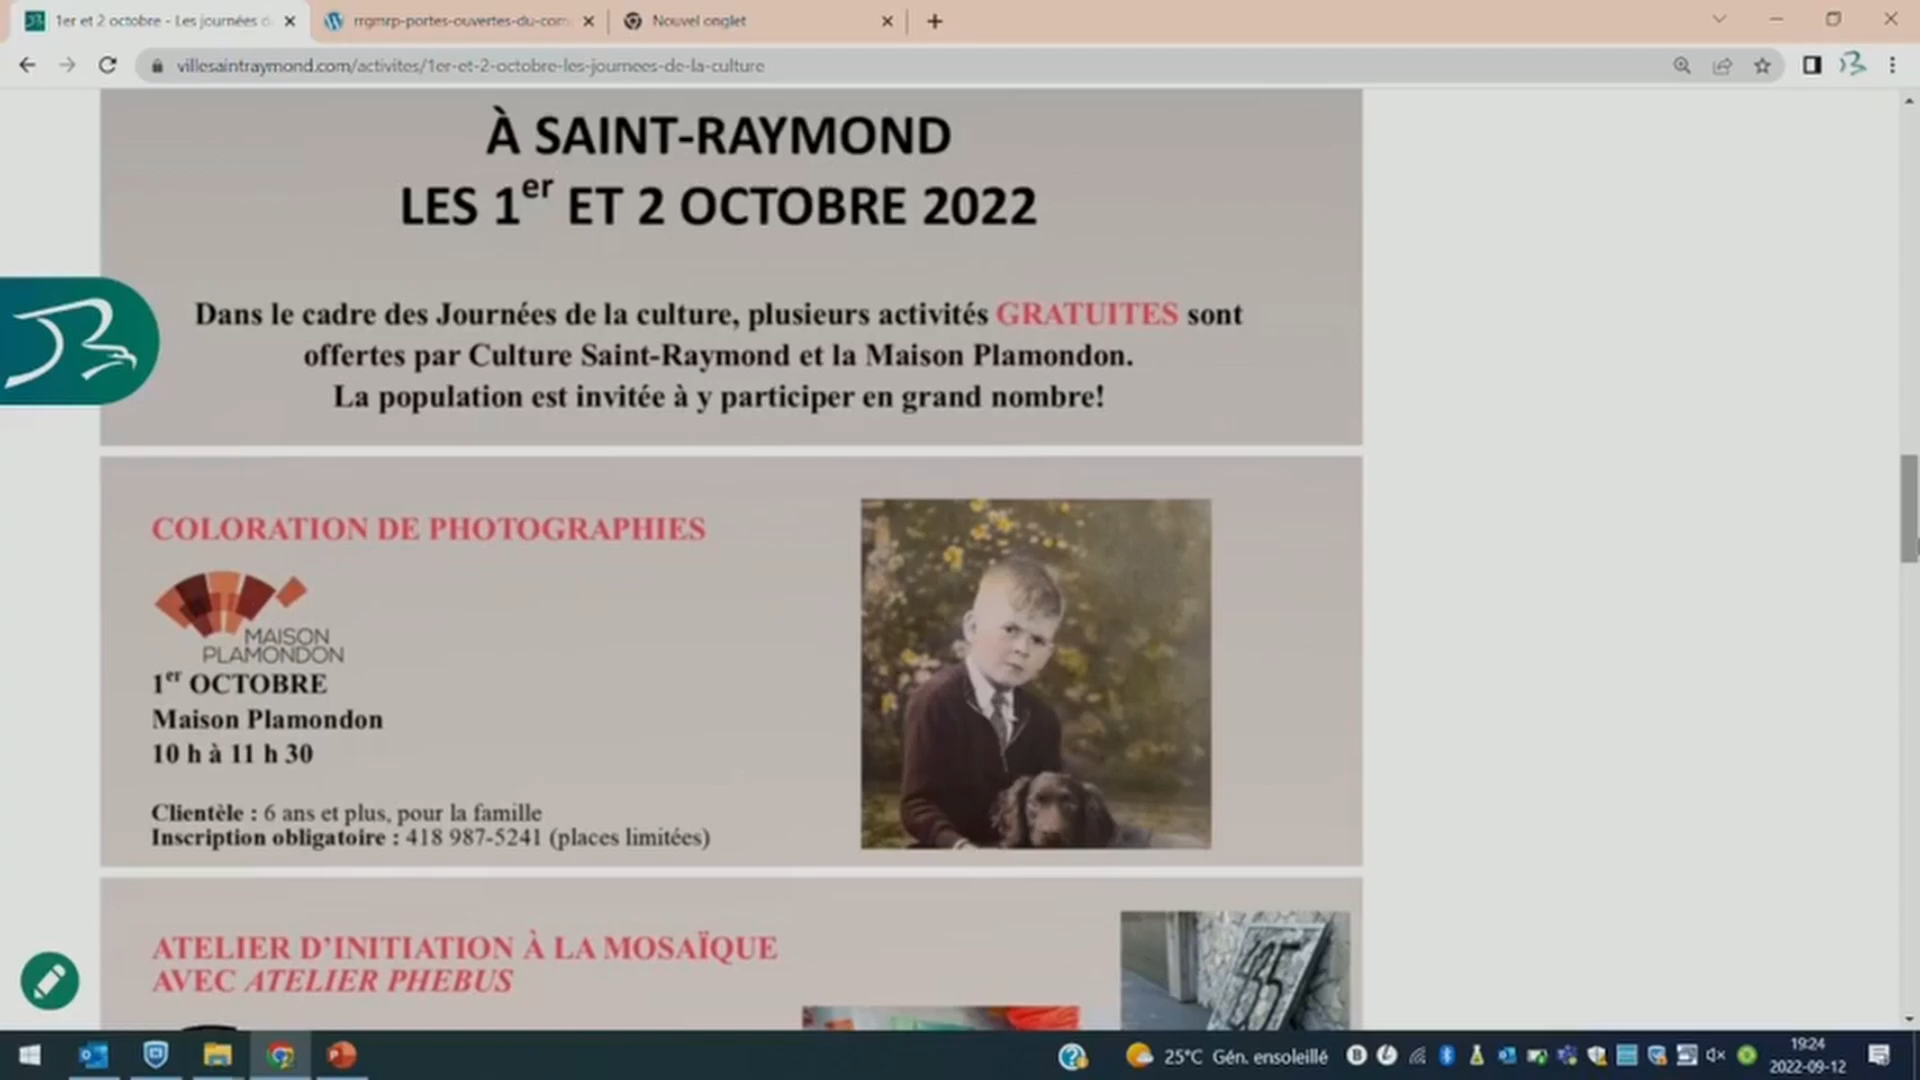 1er et 2 octobre - Les journées d
rrgmrp-portes-ouvertes-du-com
Nouvel onglet
villesaintraymond.com/activites/1er-et-2-octobre-les-journees-de-la-culture
À SAINT-RAYMOND
LES 1er ET 2 OCTOBRE 2022
Dans le cadre des Journées de la culture, plusieurs activités GRATUITES sont
offertes par Culture Saint-Raymond et la Maison Plamondon.
La population est invitée à y participer en grand nombre!
COLORATION DE PHOTOGRAPHIES
MAISON
PLAMONDON
1er OCTOBRE
Maison Plamondon
10 h à 11 h 30
Clientèle : 6 ans et plus, pour la famille
Inscription obligatoire : 418 987-5241 (places limitées)
ATELIER D’INITIATION À LA MOSAÏQUE
AVEC ATELIER PHEBUS
25°C Gén. ensoleillé
19:24
2022-09-12